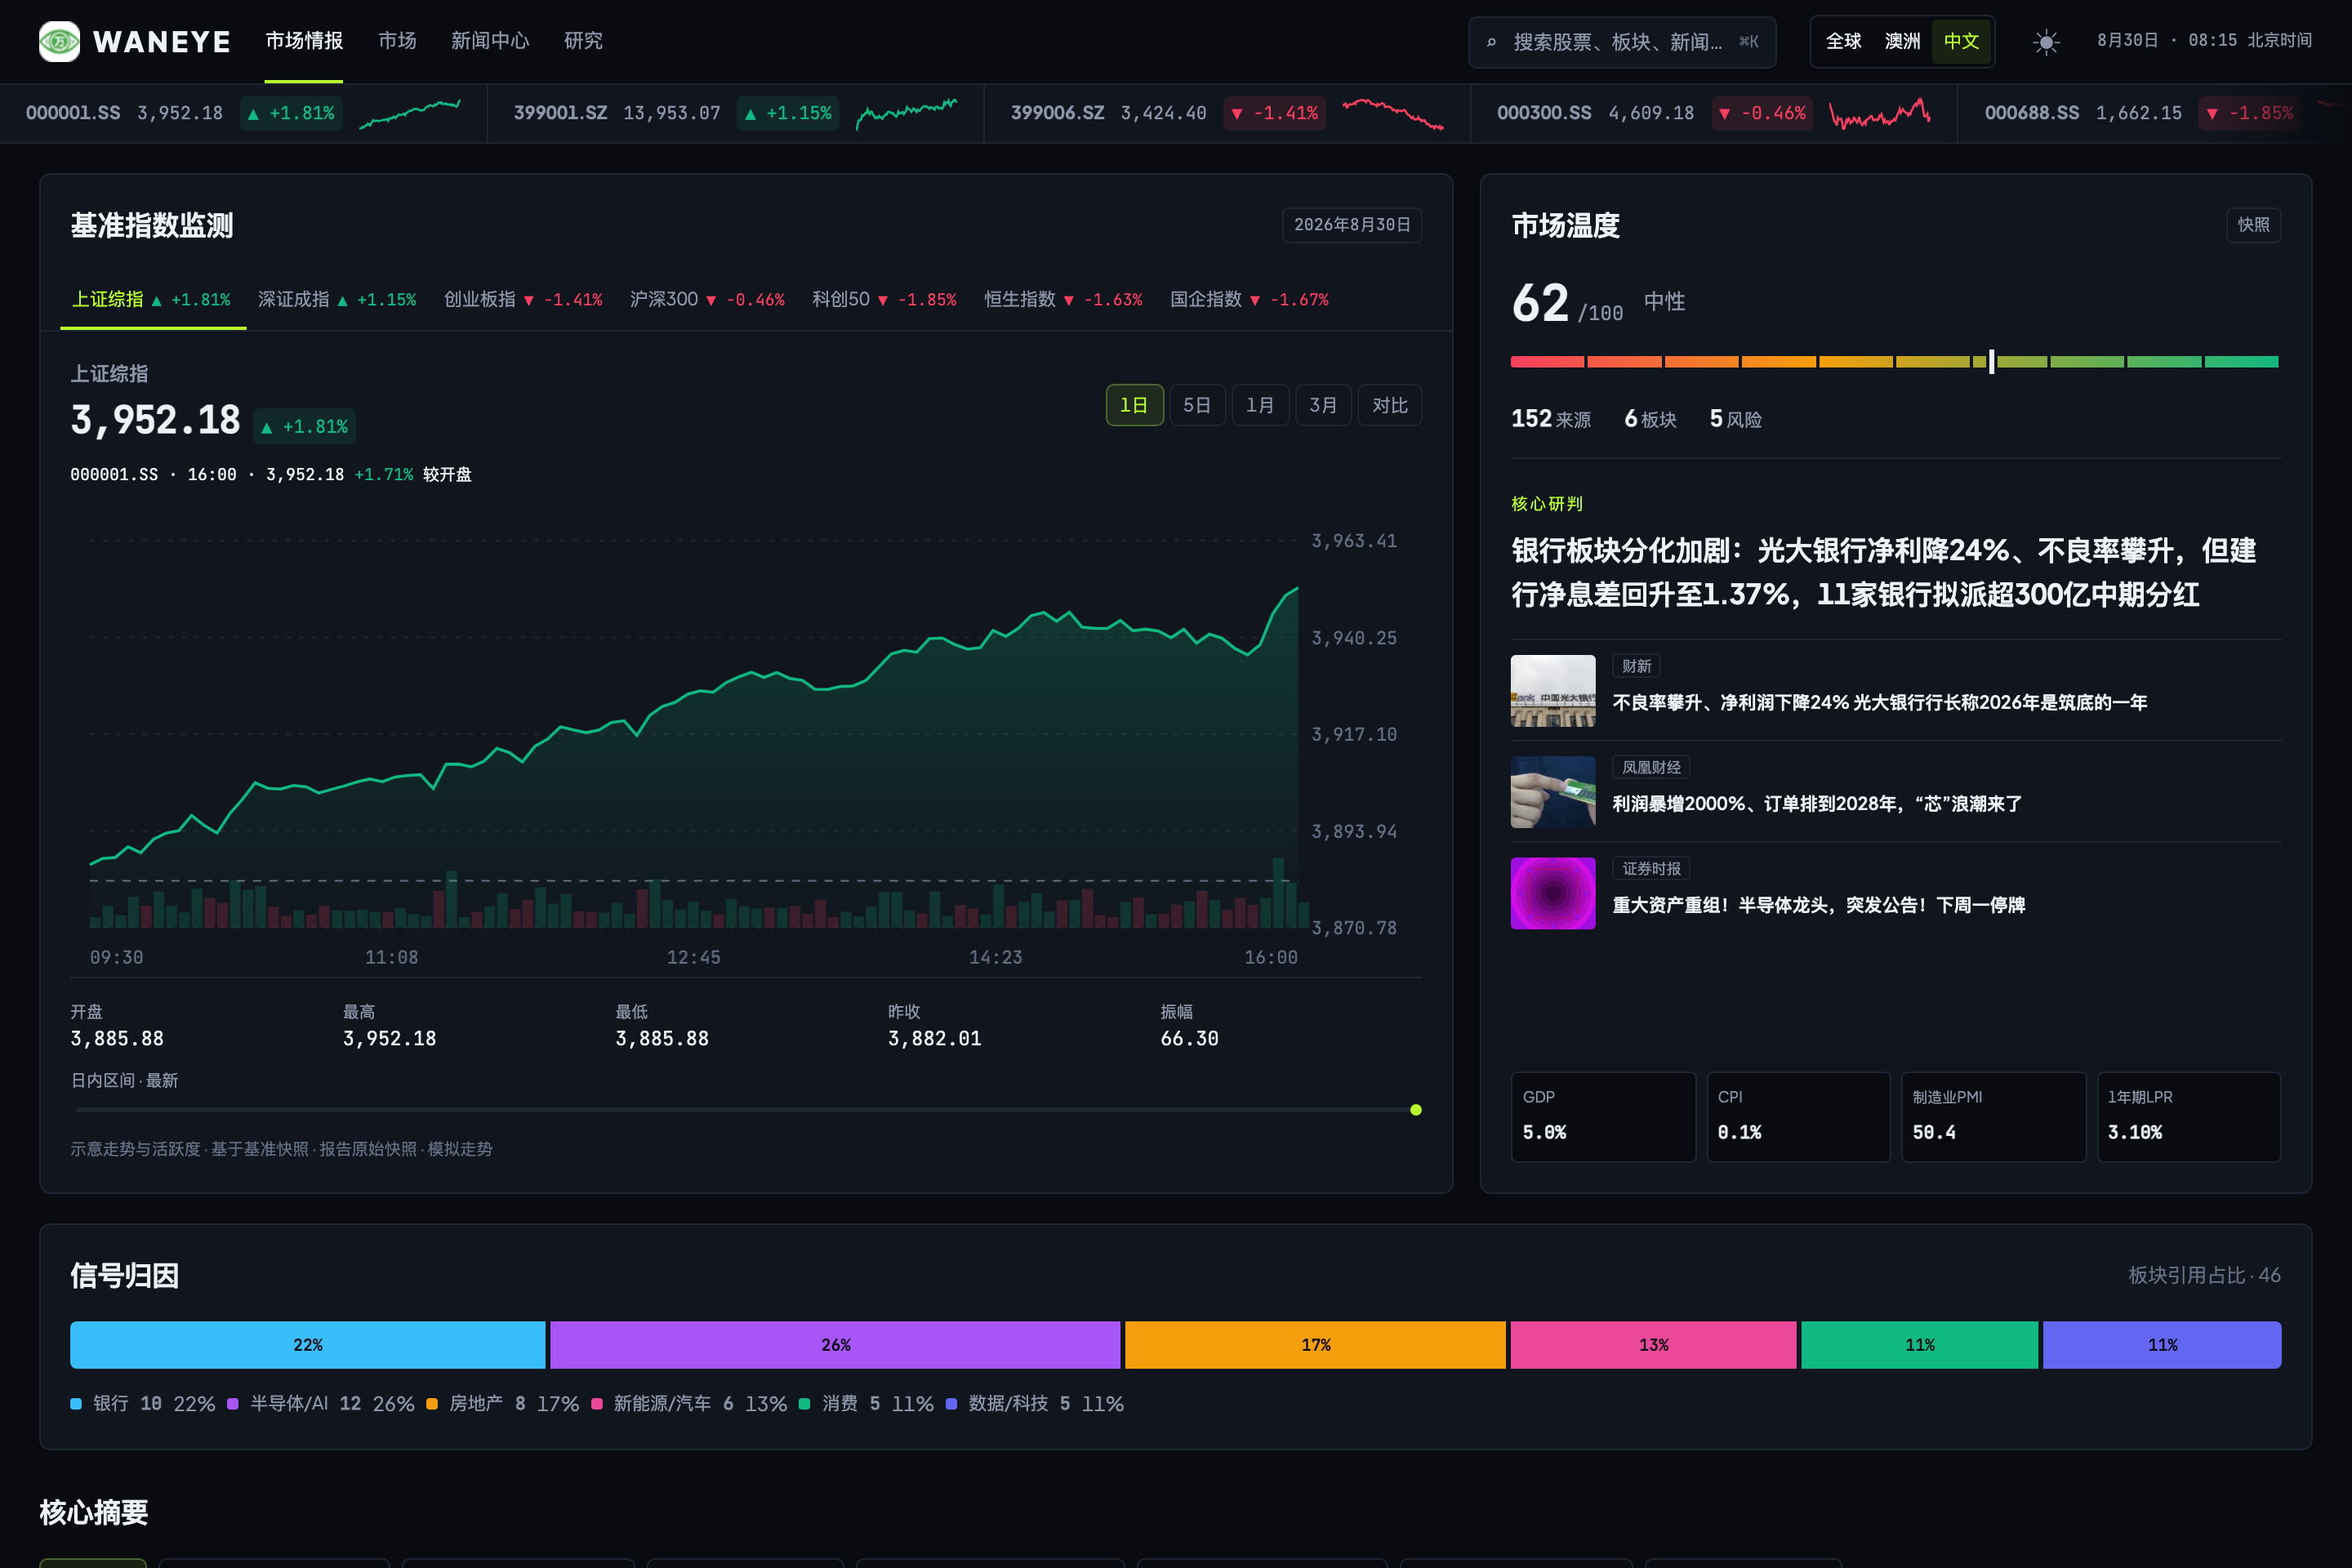 万
WANEYE
市场情报
市场
新闻中心
研究
搜索股票、板块、新闻… ⌘K
全球 澳洲 中文
8月30日 · 08:15 北京时间
000001.SS 3,952.18 ▲ +1.81%
399001.SZ 13,953.07 ▲ +1.15%
399006.SZ 3,424.40 ▼ -1.41%
000300.SS 4,609.18 ▼ -0.46%
000688.SS 1,662.15 ▼ -1.85%
基准指数监测
2026年8月30日
上证综指 ▲ +1.81%
深证成指 ▲ +1.15%
创业板指 ▼ -1.41%
沪深300 ▼ -0.46%
科创50 ▼ -1.85%
恒生指数 ▼ -1.63%
国企指数 ▼ -1.67%
上证综指
3,952.18 ▲ +1.81%
1日 5日 1月 3月 对比
000001.SS · 16:00 · 3,952.18 +1.71% 较开盘
3,963.41
3,940.25
3,917.10
3,893.94
3,870.78
09:30 11:08 12:45 14:23 16:00
开盘 最高 最低 昨收 振幅
3,885.88 3,952.18 3,885.88 3,882.01 66.30
日内区间 · 最新
示意走势与活跃度 · 基于基准快照 · 报告原始快照 · 模拟走势
市场温度
快照
62 /100 中性
152 来源 6 板块 5 风险
核心研判
银行板块分化加剧：光大银行净利降24%、不良率攀升，但建
行净息差回升至1.37%，11家银行拟派超300亿中期分红
中国光大银行
财新
不良率攀升、净利润下降24% 光大银行行长称2026年是筑底的一年
凤凰财经
利润暴增2000%、订单排到2028年，“芯”浪潮来了
证券时报
重大资产重组！半导体龙头，突发公告！下周一停牌
GDP CPI 制造业PMI 1年期LPR
5.0% 0.1% 50.4 3.10%
信号归因
板块引用占比 · 46
22% 26% 17% 13% 11% 11%
银行 10 22% 半导体/AI 12 26% 房地产 8 17% 新能源/汽车 6 13% 消费 5 11% 数据/科技 5 11%
核心摘要